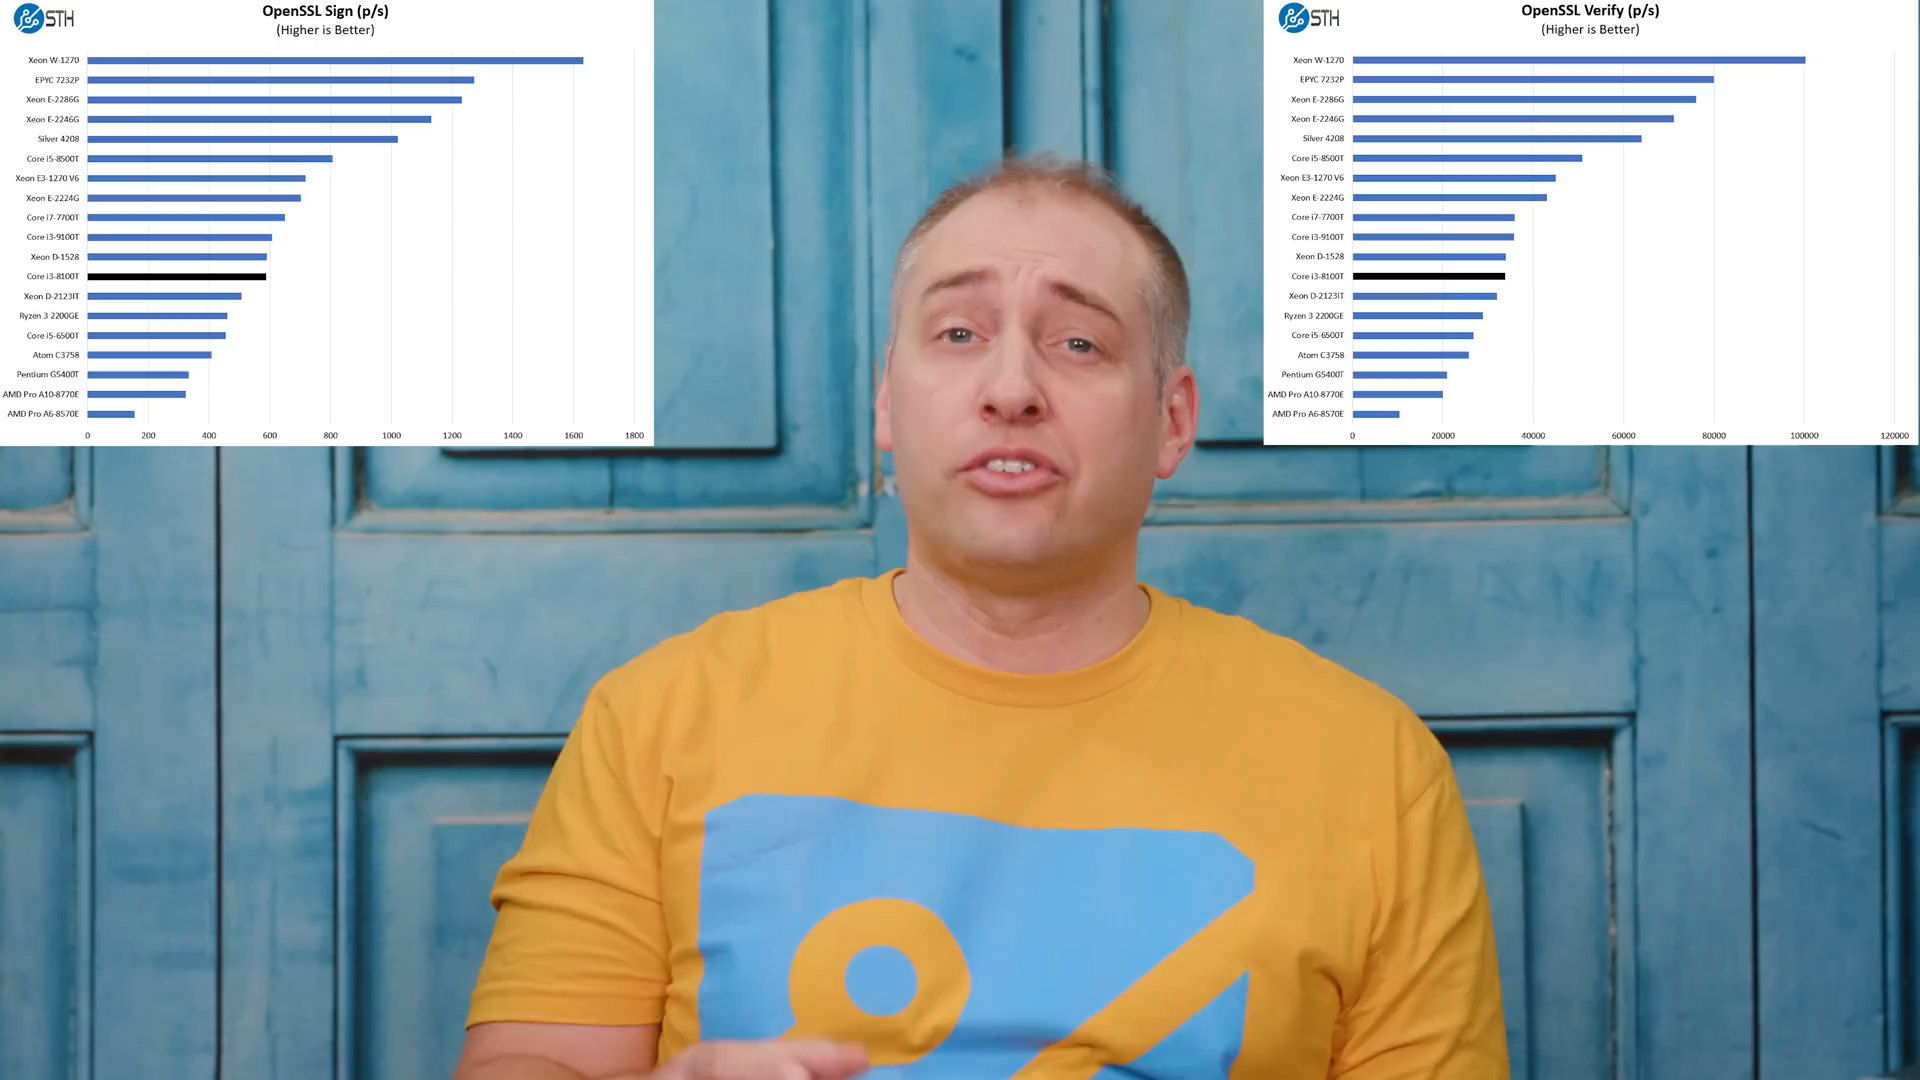 STH
OpenSSL Sign (p/s)
(Higher is Better)
Xeon W-1270
EPYC 7232P
Xeon E-2286G
Xeon E-2246G
Silver 4208
Core i5-8500T
Xeon E3-1270 V6
Xeon E-2224G
Core i7-7700T
Core i3-9100T
Xeon D-1528
Core i3-8100T
Xeon D-2123IT
Ryzen 3 2200GE
Core i5-6500T
Atom C3758
Pentium G5400T
AMD Pro A10-8770E
AMD Pro A6-8570E
0 200 400 600 800 1000 1200 1400 1600 1800
STH
OpenSSL Verify (p/s)
(Higher is Better)
Xeon W-1270
EPYC 7232P
Xeon E-2286G
Xeon E-2246G
Silver 4208
Core i5-8500T
Xeon E3-1270 V6
Xeon E-2224G
Core i7-7700T
Core i3-9100T
Xeon D-1528
Core i3-8100T
Xeon D-2123IT
Ryzen 3 2200GE
Core i5-6500T
Atom C3758
Pentium G5400T
AMD Pro A10-8770E
AMD Pro A6-8570E
0 20000 40000 60000 80000 100000 120000